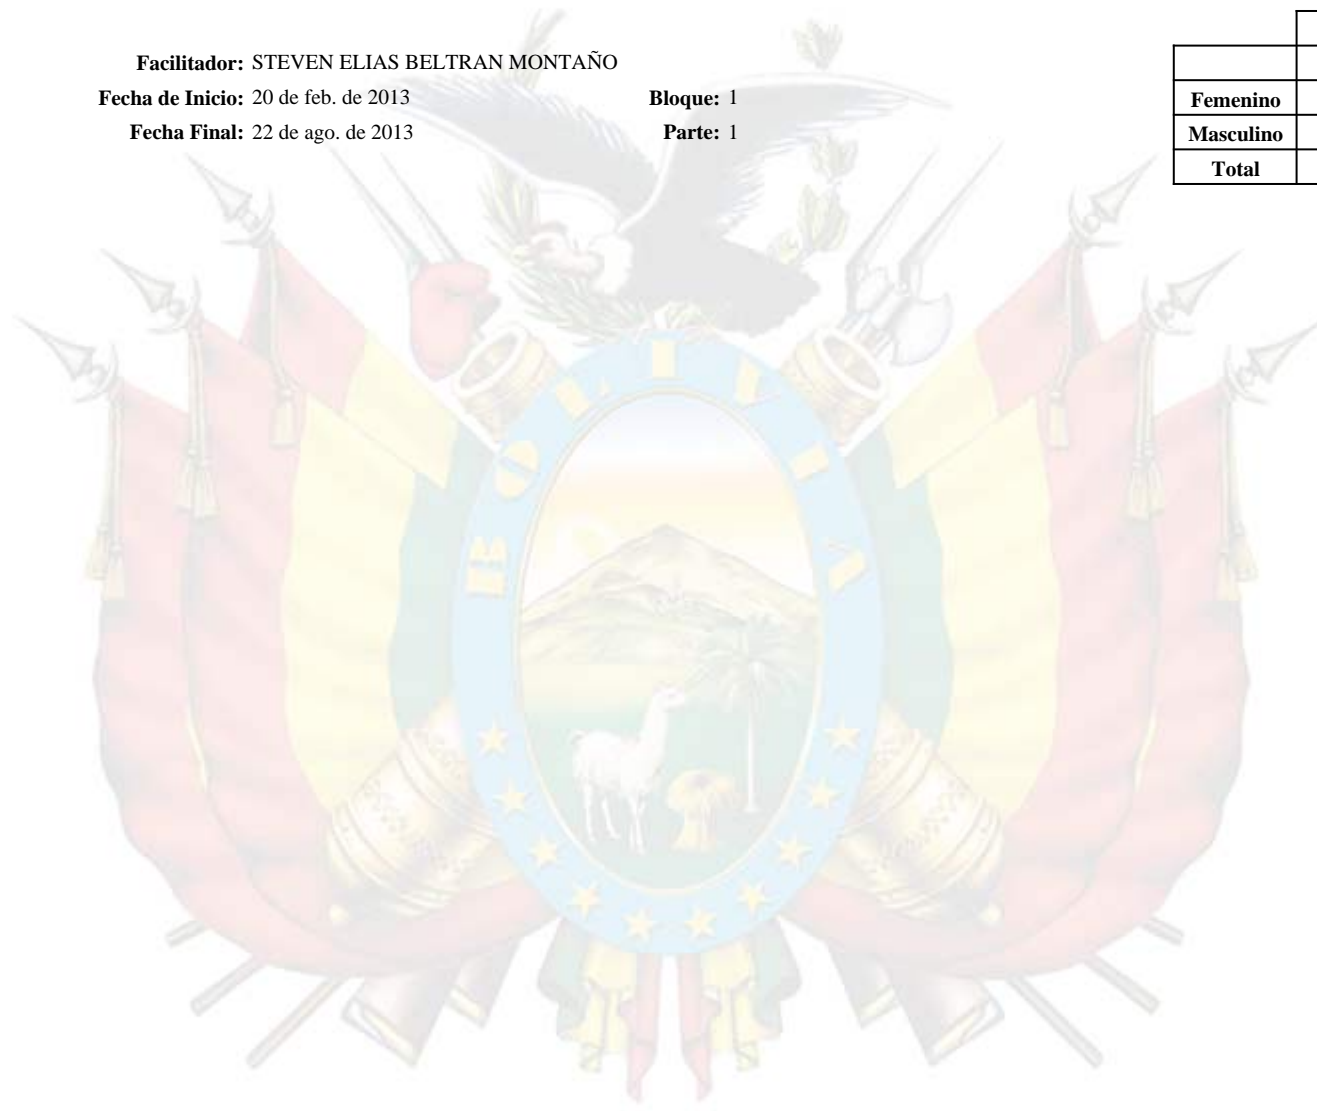 Facilitador: STEVEN ELIAS BELTRAN MONTAÑO
Fecha de Inicio: 20 de feb. de 2013 Bloque: 1
Fecha Final: 22 de ago. de 2013 Parte: 1
Femenino
Masculino
Total
BOLIVIA